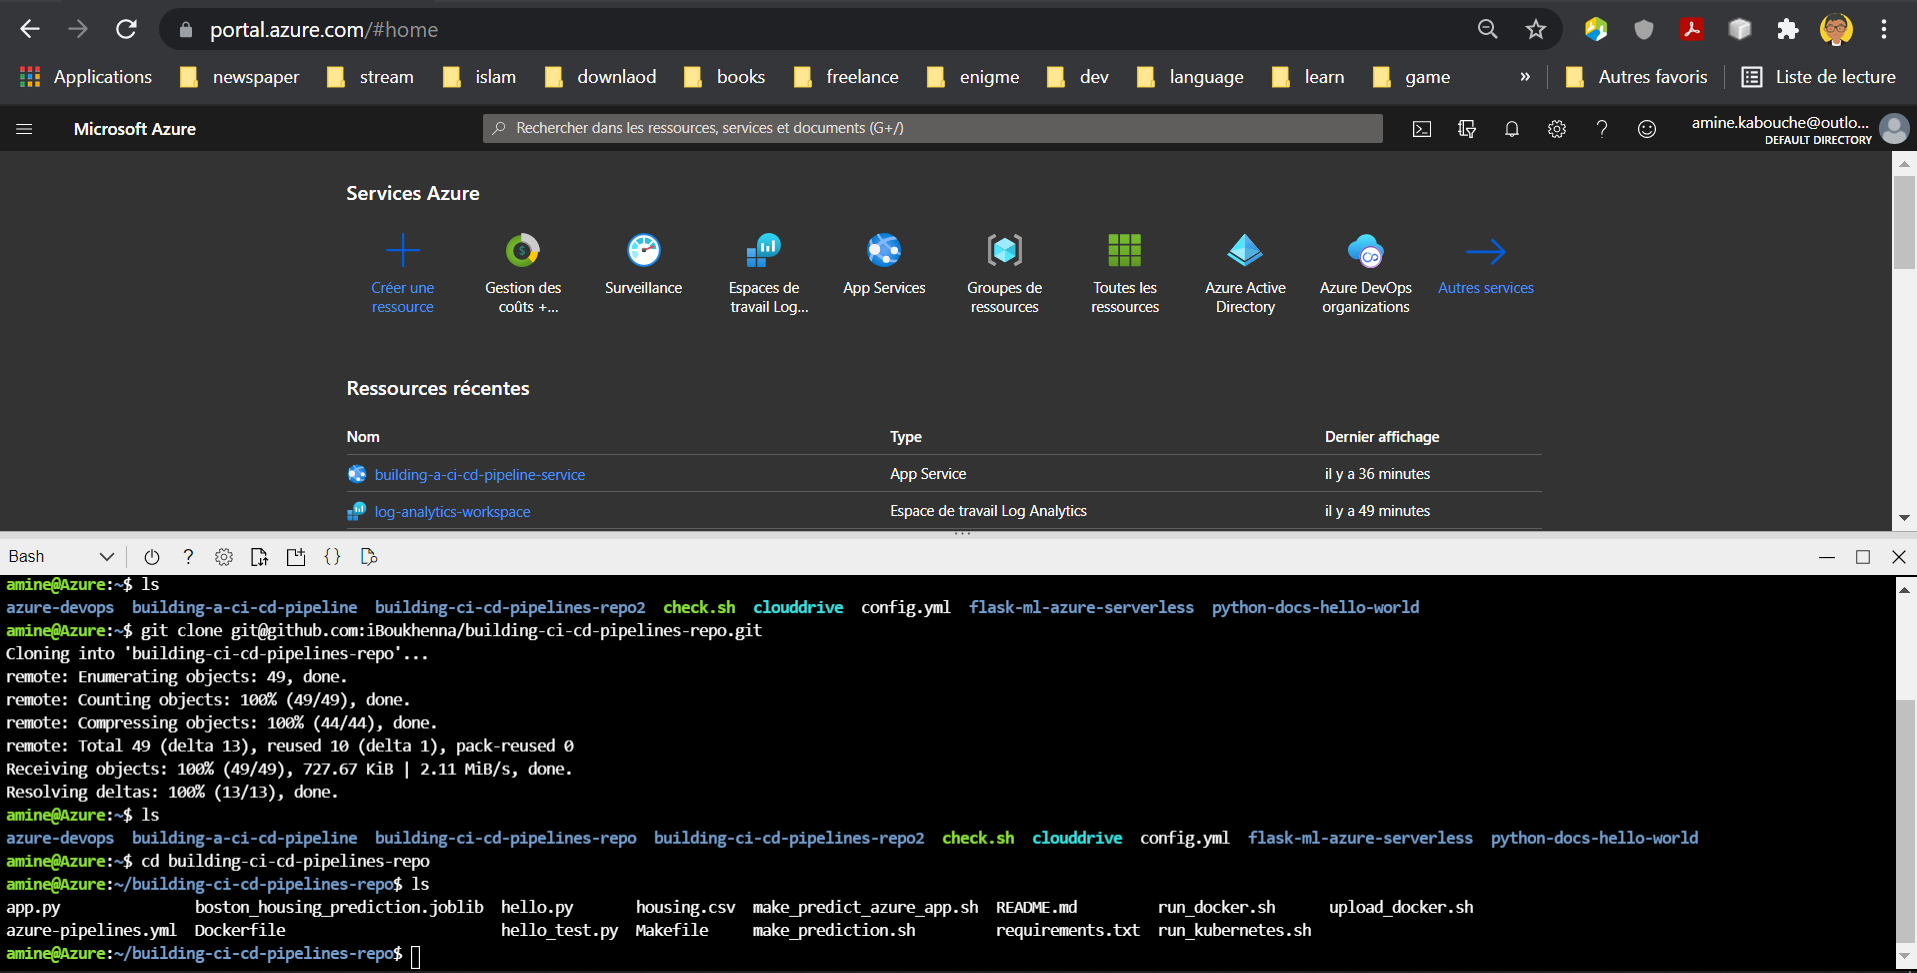 portal.azure.com/#home
Applications newspaper stream islam downlaod books freelance enigme dev language learn game » Autres favoris Liste de lecture
Microsoft Azure
Rechercher dans les ressources, services et documents (G+/)
amine.kabouche@outlo...
DEFAULT DIRECTORY
Services Azure
Créer une ressource
Gestion des coûts +...
Surveillance
Espaces de travail Log...
App Services
Groupes de ressources
Toutes les ressources
Azure Active Directory
Azure DevOps organizations
Autres services
Ressources récentes
Nom Type Dernier affichage
building-a-ci-cd-pipeline-service App Service il y a 36 minutes
log-analytics-workspace Espace de travail Log Analytics il y a 49 minutes
Bash
amine@Azure:~$ ls
azure-devops building-a-ci-cd-pipeline building-ci-cd-pipelines-repo2 check.sh clouddrive config.yml flask-ml-azure-serverless python-docs-hello-world
amine@Azure:~$ git clone git@github.com:iBoukhenna/building-ci-cd-pipelines-repo.git
Cloning into 'building-ci-cd-pipelines-repo'...
remote: Enumerating objects: 49, done.
remote: Counting objects: 100% (49/49), done.
remote: Compressing objects: 100% (44/44), done.
remote: Total 49 (delta 13), reused 10 (delta 1), pack-reused 0
Receiving objects: 100% (49/49), 727.67 KiB | 2.11 MiB/s, done.
Resolving deltas: 100% (13/13), done.
amine@Azure:~$ ls
azure-devops building-a-ci-cd-pipeline building-ci-cd-pipelines-repo building-ci-cd-pipelines-repo2 check.sh clouddrive config.yml flask-ml-azure-serverless python-docs-hello-world
amine@Azure:~$ cd building-ci-cd-pipelines-repo
amine@Azure:~/building-ci-cd-pipelines-repo$ ls
app.py boston_housing_prediction.joblib hello.py housing.csv make_predict_azure_app.sh README.md run_docker.sh upload_docker.sh
azure-pipelines.yml Dockerfile hello_test.py Makefile make_prediction.sh requirements.txt run_kubernetes.sh
amine@Azure:~/building-ci-cd-pipelines-repo$